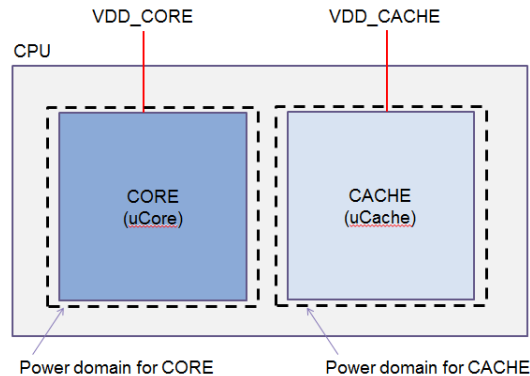 VDD_CORE
VDD_CACHE
CPU
CORE
(uCore)
CACHE
(uCache)
Power domain for CORE
Power domain for CACHE